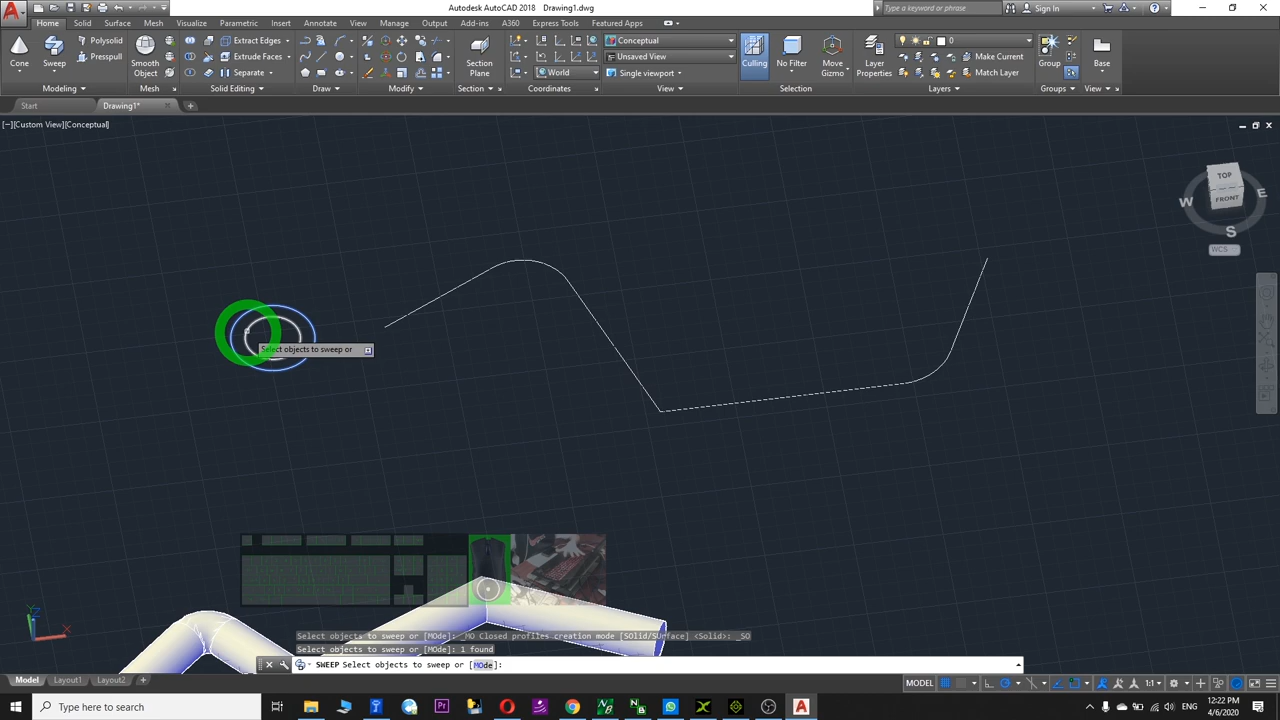 Autodesk AutoCAD 2018 Drawing1.dwg
Type a keyword or phrase
Sign In
Home Solid Surface Mesh Visualize Parametric Insert Annotate View Manage Output Add-ins A360 Express Tools Featured Apps
Cone
Sweep
Polysolid
Presspull
Smooth
Object
Extract Edges
Extrude Faces
Separate
Section
Plane
World
Conceptual
Unsaved View
Single viewport
Culling
No Filter
Move
Gizmo
Layer
Properties
0
Make Current
Match Layer
Group
Base
Modeling
Mesh
Solid Editing
Draw
Modify
Section
Coordinates
View
Selection
Layers
Groups
View
Start
Drawing1*
[−][Custom View][Conceptual]
TOP
FRONT
W
E
S
WCS
Select objects to sweep or
Select objects to sweep or [MOde]: _MO Closed profiles creation mode [SOlid/SUrface] <Solid>: _SO
Select objects to sweep or [MOde]: 1 found
SWEEP Select objects to sweep or [MOde]:
X
Y
Z
Model
Layout1
Layout2
MODEL
1:1
Type here to search
ENG
12:22 PM
4/6/2020